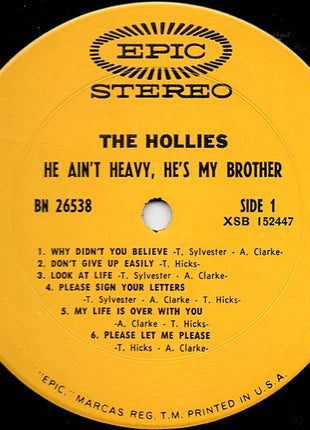 EPIC
STEREO
THE HOLLIES
HE AIN'T HEAVY, HE'S MY BROTHER
BN 26538 SIDE 1
XSB 152447
1. WHY DIDN'T YOU BELIEVE -T. Sylvester - A. Clarke-
2. DON'T GIVE UP EASILY -T. Hicks-
3. LOOK AT LIFE -T. Sylvester - A. Clarke-
4. PLEASE SIGN YOUR LETTERS
-T. Sylvester - A. Clarke - T. Hicks-
5. MY LIFE IS OVER WITH YOU
-A. Clarke - T. Hicks-
6. PLEASE LET ME PLEASE
-T. Hicks - A. Clarke-
"EPIC," MARCAS REG. T.M. PRINTED IN U.S.A.